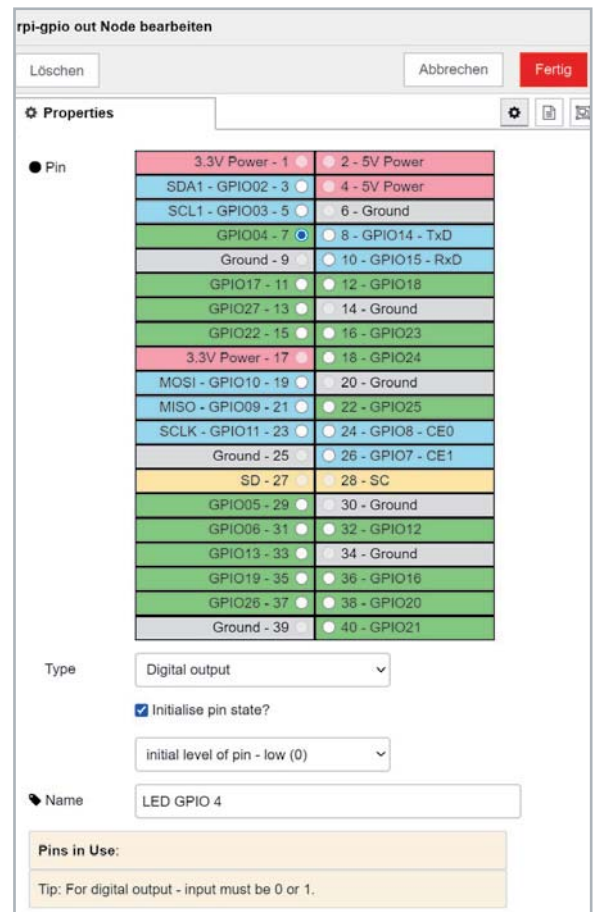 rpi-gpio out Node bearbeiten
Löschen Abbrechen Fertig
Properties
Pin
3.3V Power - 1 2 - 5V Power
SDA1 - GPIO02 - 3 4 - 5V Power
SCL1 - GPIO03 - 5 6 - Ground
GPIO04 - 7 8 - GPIO14 - TxD
Ground - 9 10 - GPIO15 - RxD
GPIO17 - 11 12 - GPIO18
GPIO27 - 13 14 - Ground
GPIO22 - 15 16 - GPIO23
3.3V Power - 17 18 - GPIO24
MOSI - GPIO10 - 19 20 - Ground
MISO - GPIO09 - 21 22 - GPIO25
SCLK - GPIO11 - 23 24 - GPIO8 - CE0
Ground - 25 26 - GPIO7 - CE1
SD - 27 28 - SC
GPIO05 - 29 30 - Ground
GPIO06 - 31 32 - GPIO12
GPIO13 - 33 34 - Ground
GPIO19 - 35 36 - GPIO16
GPIO26 - 37 38 - GPIO20
Ground - 39 40 - GPIO21
Type Digital output
Initialise pin state?
initial level of pin - low (0)
Name LED GPIO 4
Pins in Use:
Tip: For digital output - input must be 0 or 1.